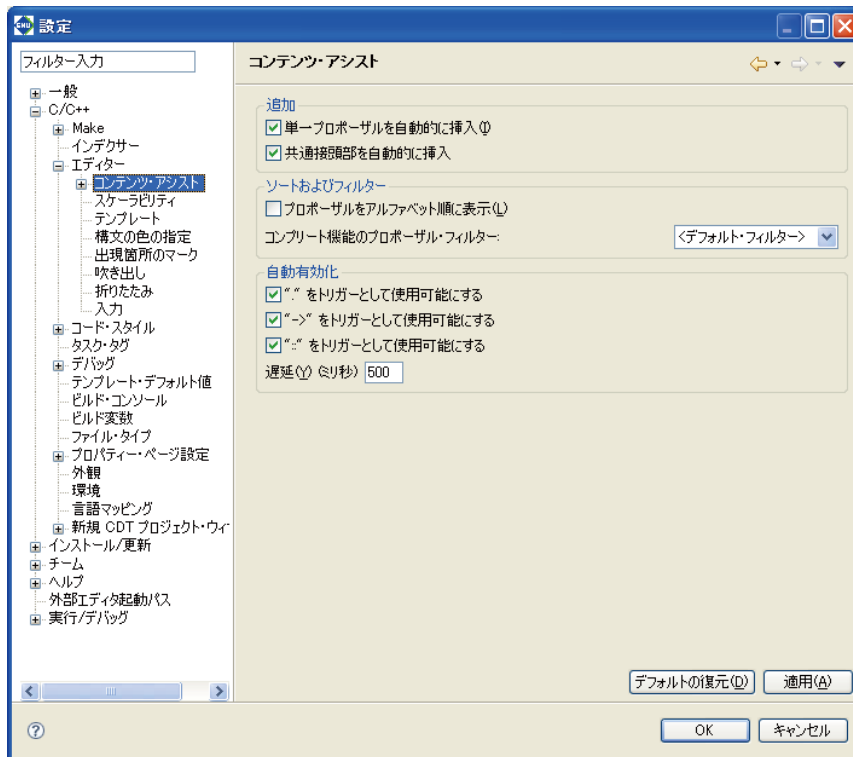 設定
フィルター入力
一般
C/C++
Make
インデクサー
エディター
コンテンツ・アシスト
スケーラビリティ
テンプレート
構文の色の指定
出現箇所のマーク
吹き出し
折りたたみ
入力
コード・スタイル
タスク・タグ
デバッグ
テンプレート・デフォルト値
ビルド・コンソール
ビルド変数
ファイル・タイプ
プロパティー・ページ設定
外観
環境
言語マッピング
新規 CDT プロジェクト・ウィ
インストール/更新
チーム
ヘルプ
外部エディタ起動パス
実行/デバッグ
コンテンツ・アシスト
追加
単一プロポーザルを自動的に挿入(I)
共通接頭部を自動的に挿入
ソートおよびフィルター
プロポーザルをアルファベット順に表示(L)
コンプリート機能のプロポーザル・フィルター: <デフォルト・フィルター>
自動有効化
"." をトリガーとして使用可能にする
"->" をトリガーとして使用可能にする
"::" をトリガーとして使用可能にする
遅延(Y) (ミリ秒) 500
デフォルトの復元(D) 適用(A)
OK キャンセル